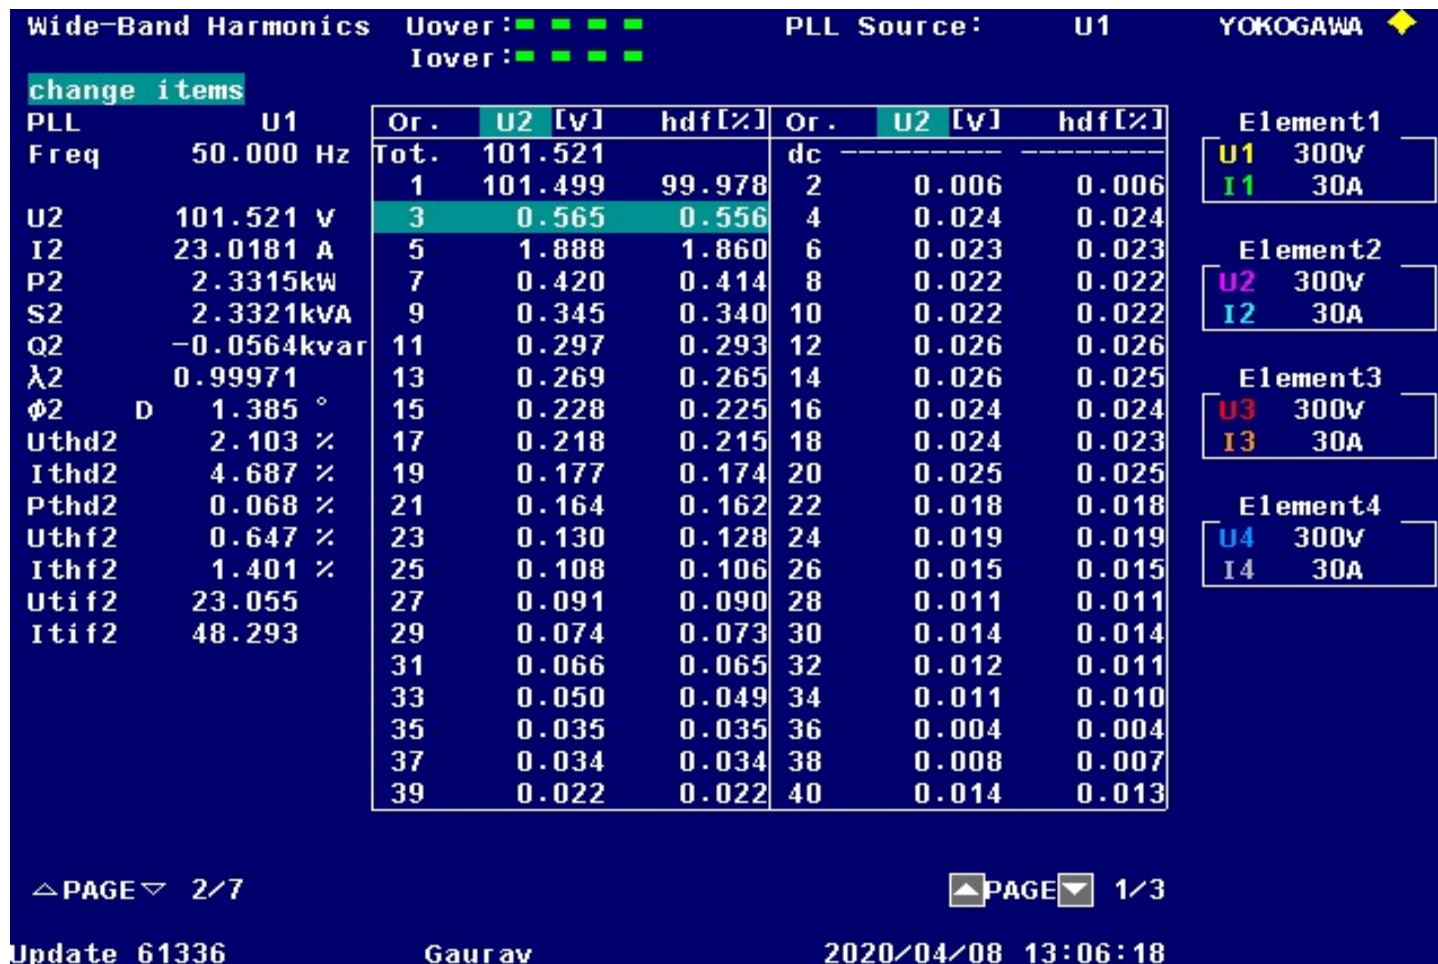 Wide-Band Harmonics Uover: PLL Source: U1 YOKOGAWA
Iover:
change items
PLL U1 Or. U2 [V] hdf[%] Or. U2 [V] hdf[%] Element1
Freq 50.000 Hz Tot. 101.521 dc --------- -------- U1 300V
1 101.499 99.978 2 0.006 0.006 I1 30A
U2 101.521 V 3 0.565 0.556 4 0.024 0.024
I2 23.0181 A 5 1.888 1.860 6 0.023 0.023 Element2
P2 2.3315kW 7 0.420 0.414 8 0.022 0.022 U2 300V
S2 2.3321kVA 9 0.345 0.340 10 0.022 0.022 I2 30A
Q2 -0.0564kvar 11 0.297 0.293 12 0.026 0.026
λ2 0.99971 13 0.269 0.265 14 0.026 0.025 Element3
φ2 D 1.385 ° 15 0.228 0.225 16 0.024 0.024 U3 300V
Uthd2 2.103 % 17 0.218 0.215 18 0.024 0.023 I3 30A
Ithd2 4.687 % 19 0.177 0.174 20 0.025 0.025
Pthd2 0.068 % 21 0.164 0.162 22 0.018 0.018 Element4
Uthf2 0.647 % 23 0.130 0.128 24 0.019 0.019 U4 300V
Ithf2 1.401 % 25 0.108 0.106 26 0.015 0.015 I4 30A
Utif2 23.055 27 0.091 0.090 28 0.011 0.011
Itif2 48.293 29 0.074 0.073 30 0.014 0.014
31 0.066 0.065 32 0.012 0.011
33 0.050 0.049 34 0.011 0.010
35 0.035 0.035 36 0.004 0.004
37 0.034 0.034 38 0.008 0.007
39 0.022 0.022 40 0.014 0.013
△PAGE▽ 2/7 ▲PAGE▼ 1/3
Update 61336 Gaurav 2020/04/08 13:06:18